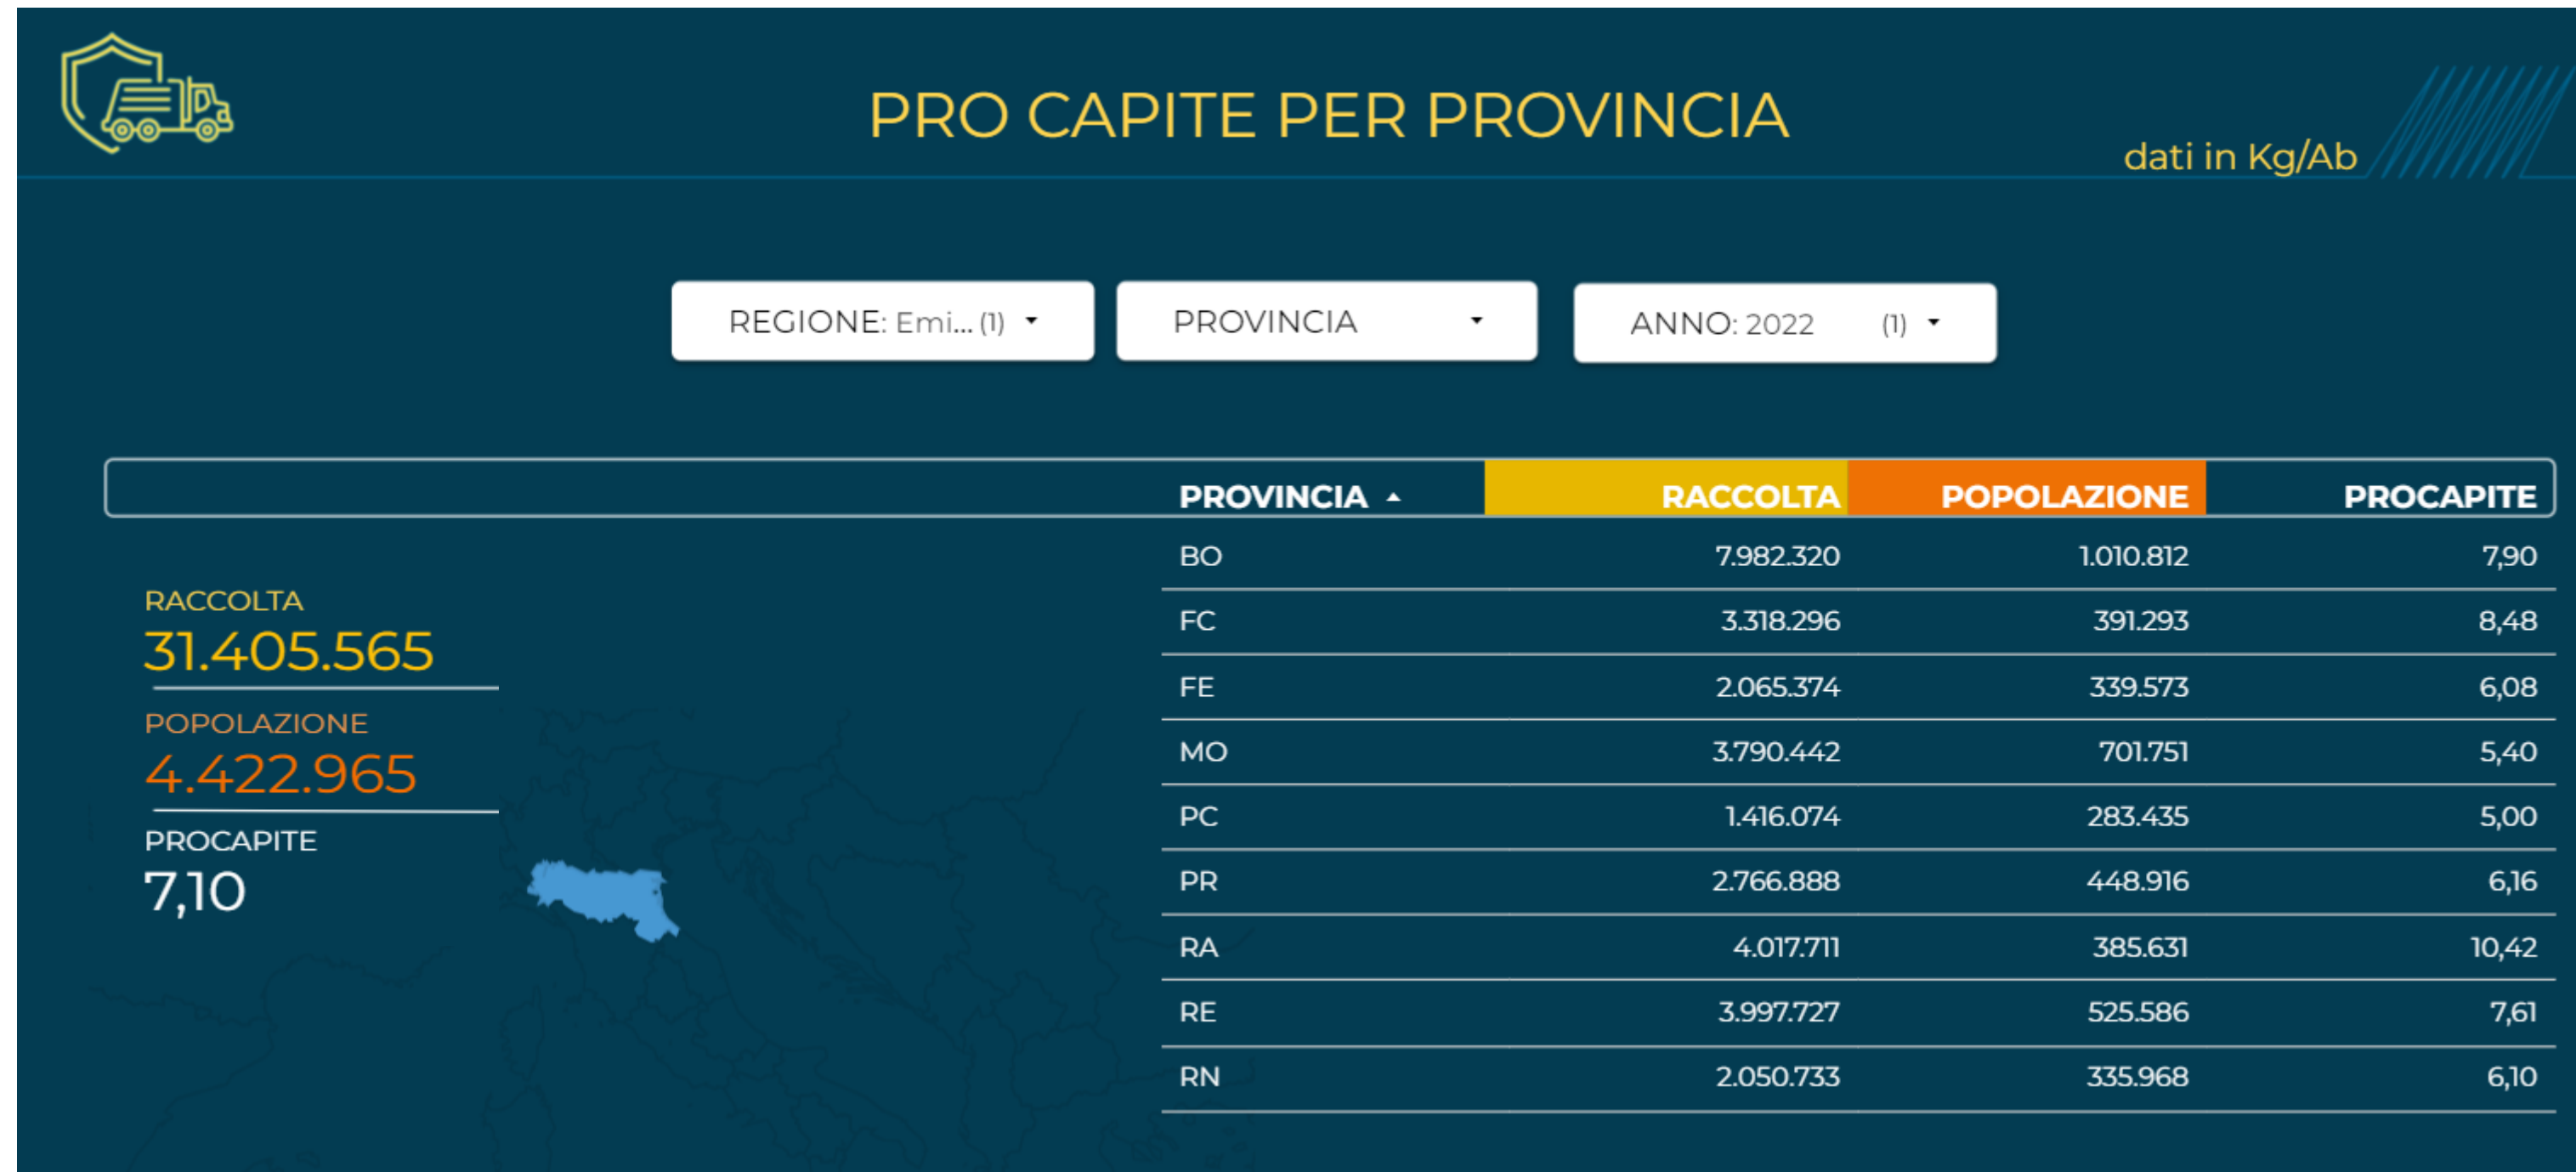 PRO CAPITE PER PROVINCIA
dati in Kg/Ab
REGIONE: Emi... (1) PROVINCIA ANNO: 2022 (1)
PROVINCIA RACCOLTA POPOLAZIONE PROCAPITE
RACCOLTA
31.405.565
POPOLAZIONE
4.422.965
PROCAPITE
7,10
BO 7.982.320 1.010.812 7,90
FC 3.318.296 391.293 8,48
FE 2.065.374 339.573 6,08
MO 3.790.442 701.751 5,40
PC 1.416.074 283.435 5,00
PR 2.766.888 448.916 6,16
RA 4.017.711 385.631 10,42
RE 3.997.727 525.586 7,61
RN 2.050.733 335.968 6,10